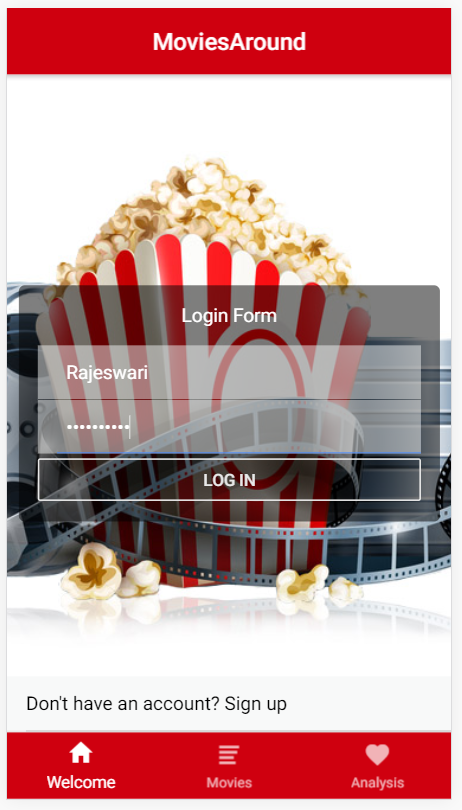 MoviesAround
Login Form
Rajeswari
••••••••••
LOG IN
Don't have an account? Sign up
Welcome
Movies
Analysis